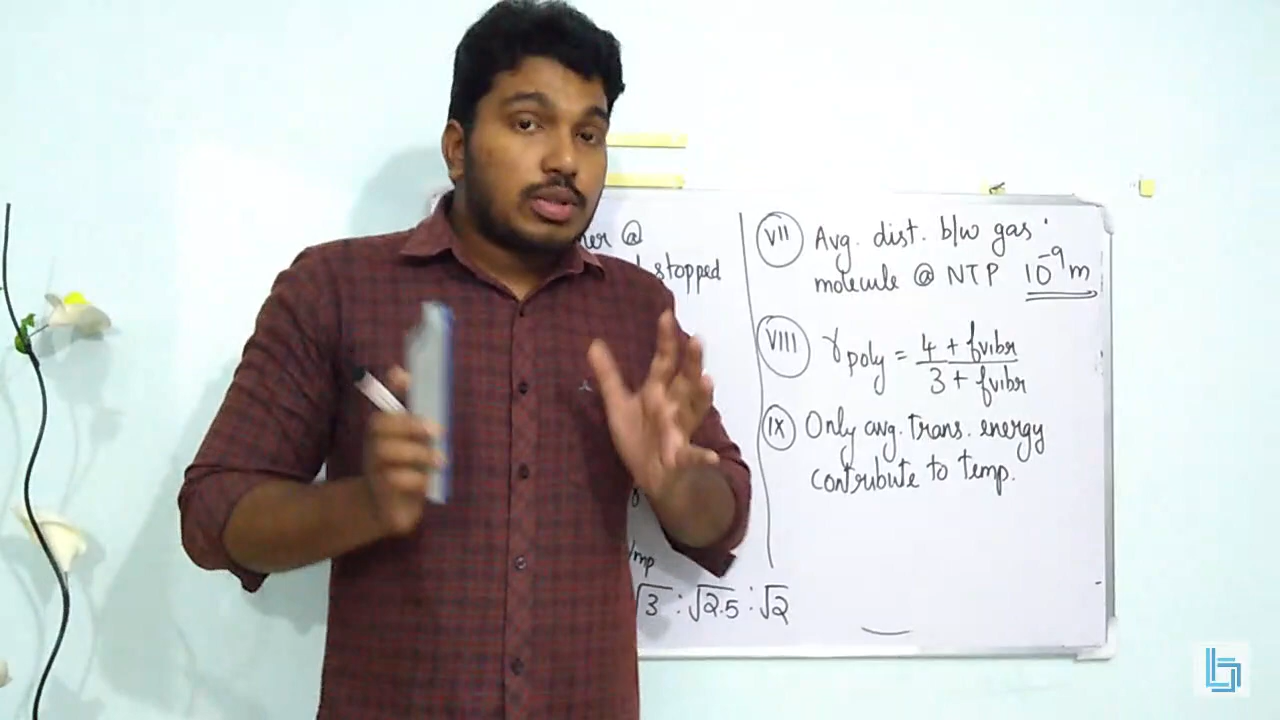 ner @
stopped
mp
√3 : √2.5 : √2
VII Avg. dist. b/w gas
molecule @ NTP 10⁻⁹m
VIII γpoly = 4 + fvibr
3 + fvibr
IX Only avg. trans. energy
contribute to temp.